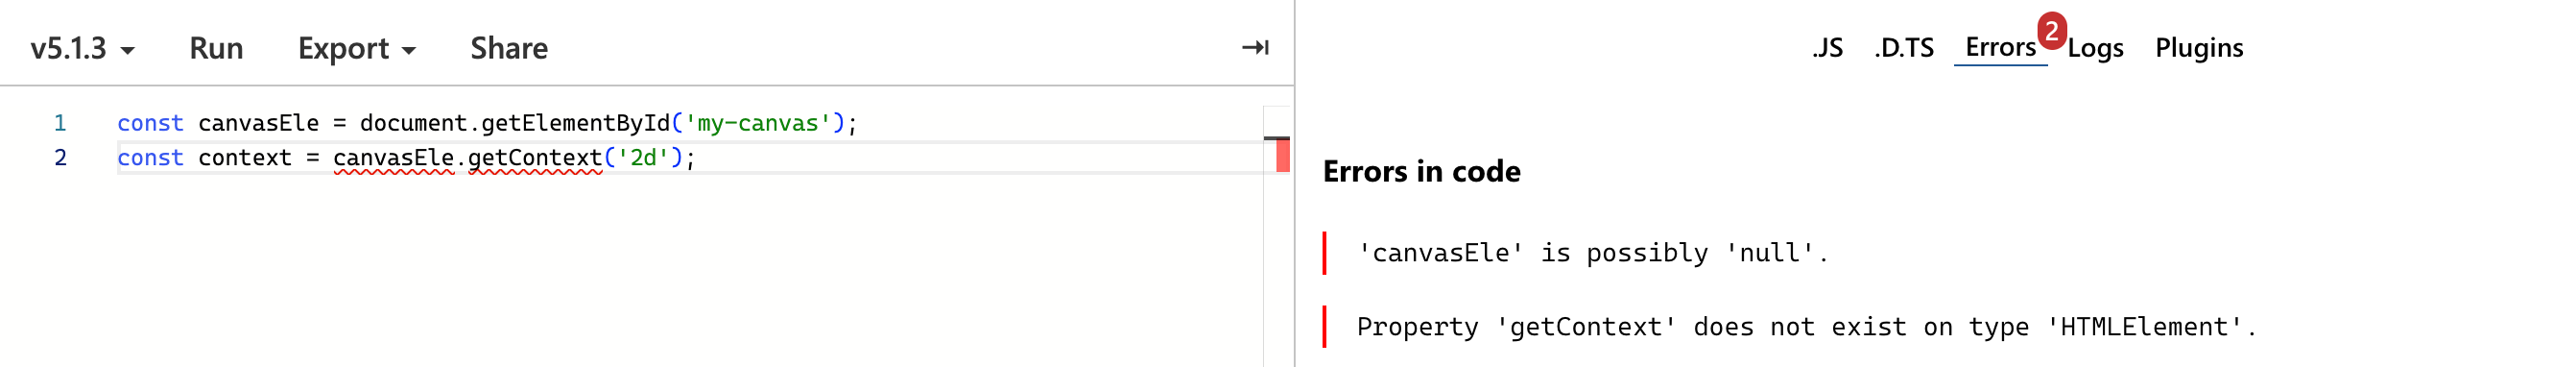 v5.1.3 Run Export Share
.JS .D.TS Errors 2 Logs Plugins
1 const canvasEle = document.getElementById('my-canvas');
2 const context = canvasEle.getContext('2d');
Errors in code
'canvasEle' is possibly 'null'.
Property 'getContext' does not exist on type 'HTMLElement'.